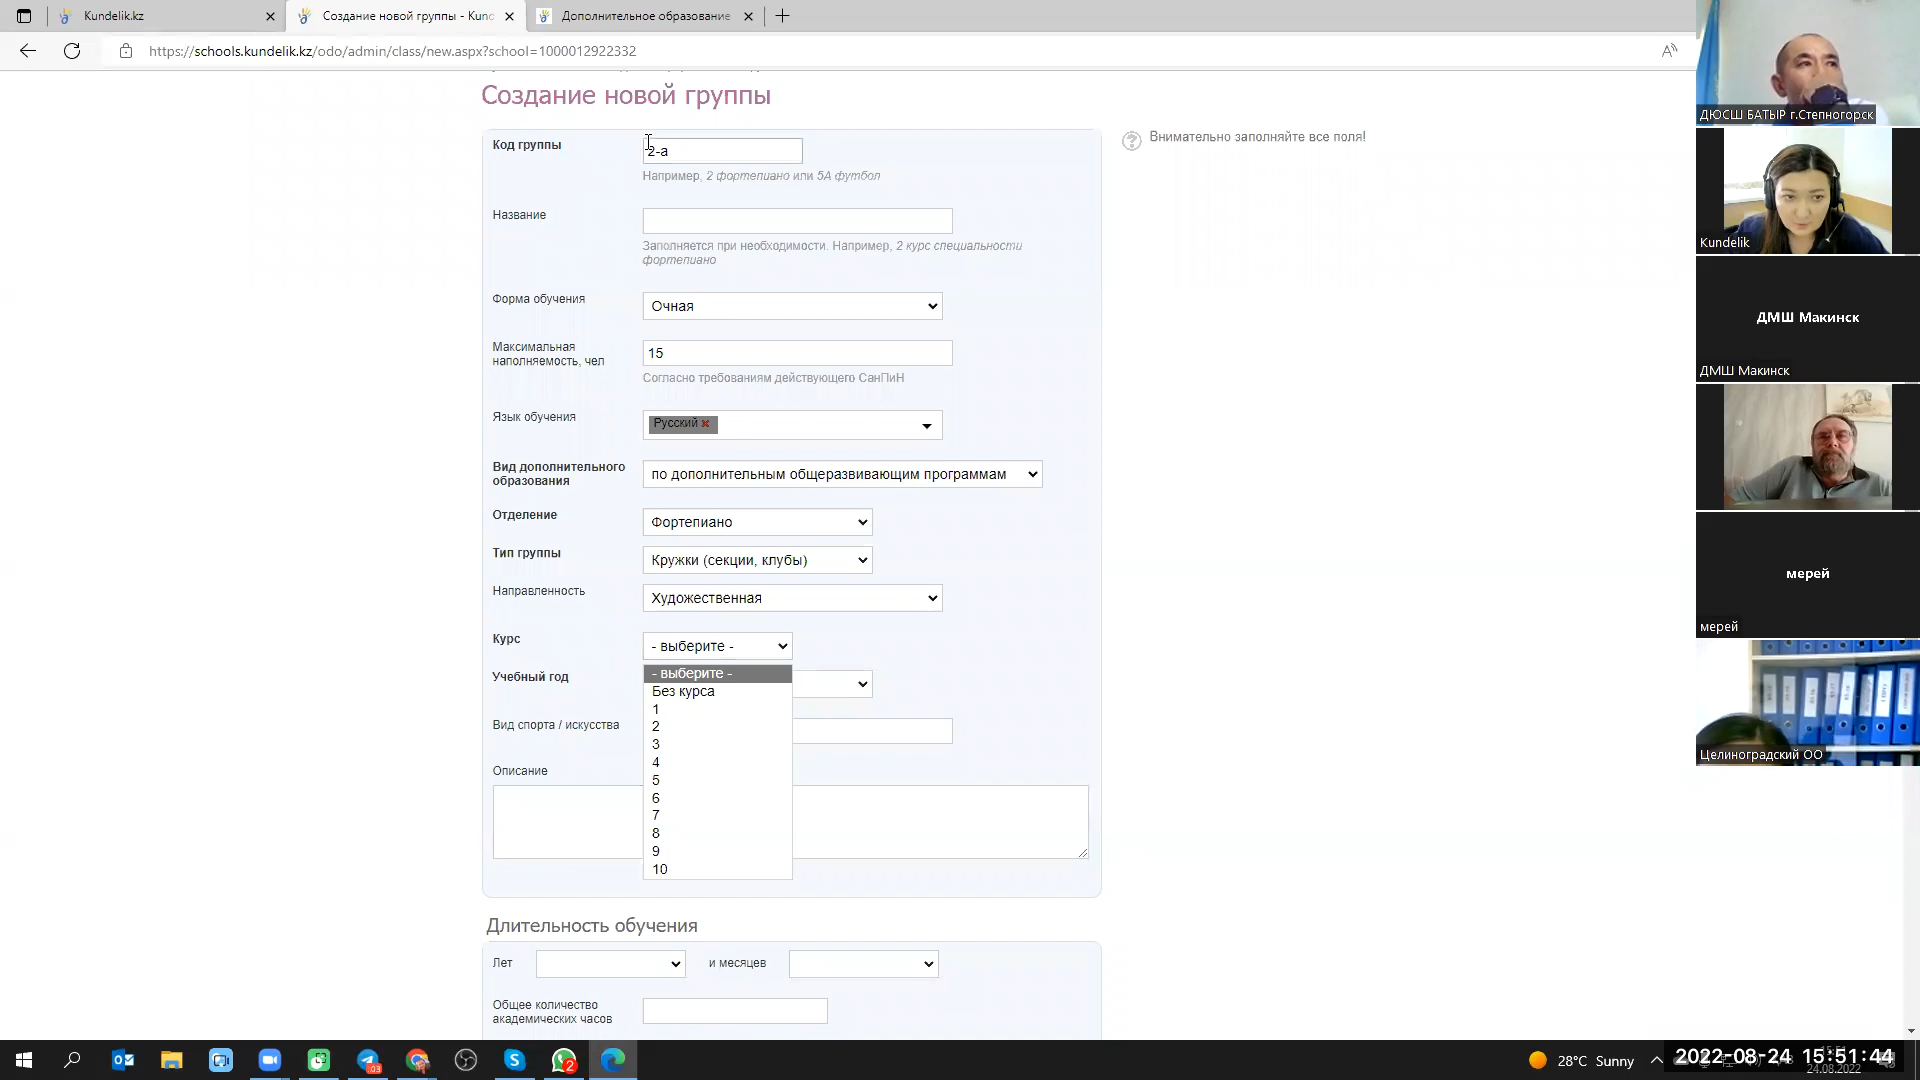 Kundelik.kz
Создание новой группы - Kund
Дополнительное образование
https://schools.kundelik.kz/odo/admin/class/new.aspx?school=1000012922332
Создание новой группы
Код группы
2-а
Например, 2 фортепиано или 5А футбол
Внимательно заполняйте все поля!
Название
Заполняется при необходимости. Например, 2 курс специальности
фортепиано
Форма обучения
Очная
Максимальная
наполняемость, чел
15
Согласно требованиям действующего СанПиН
Язык обучения
Русский
Вид дополнительного
образования
по дополнительным общеразвивающим программам
Отделение
Фортепиано
Тип группы
Кружки (секции, клубы)
Направленность
Художественная
Курс
- выберите -
- выберите -
Без курса
1
2
3
4
5
6
7
8
9
10
Учебный год
Вид спорта / искусства
Описание
Длительность обучения
Лет
и месяцев
Общее количество
академических часов
ДЮСШ БАТЫР г.Степногорск
Kundelik
ДМШ Макинск
ДМШ Макинск
мерей
мерей
Целиноградский ОО
28°C Sunny
2022-08-24 15:51:44
24.08.2022